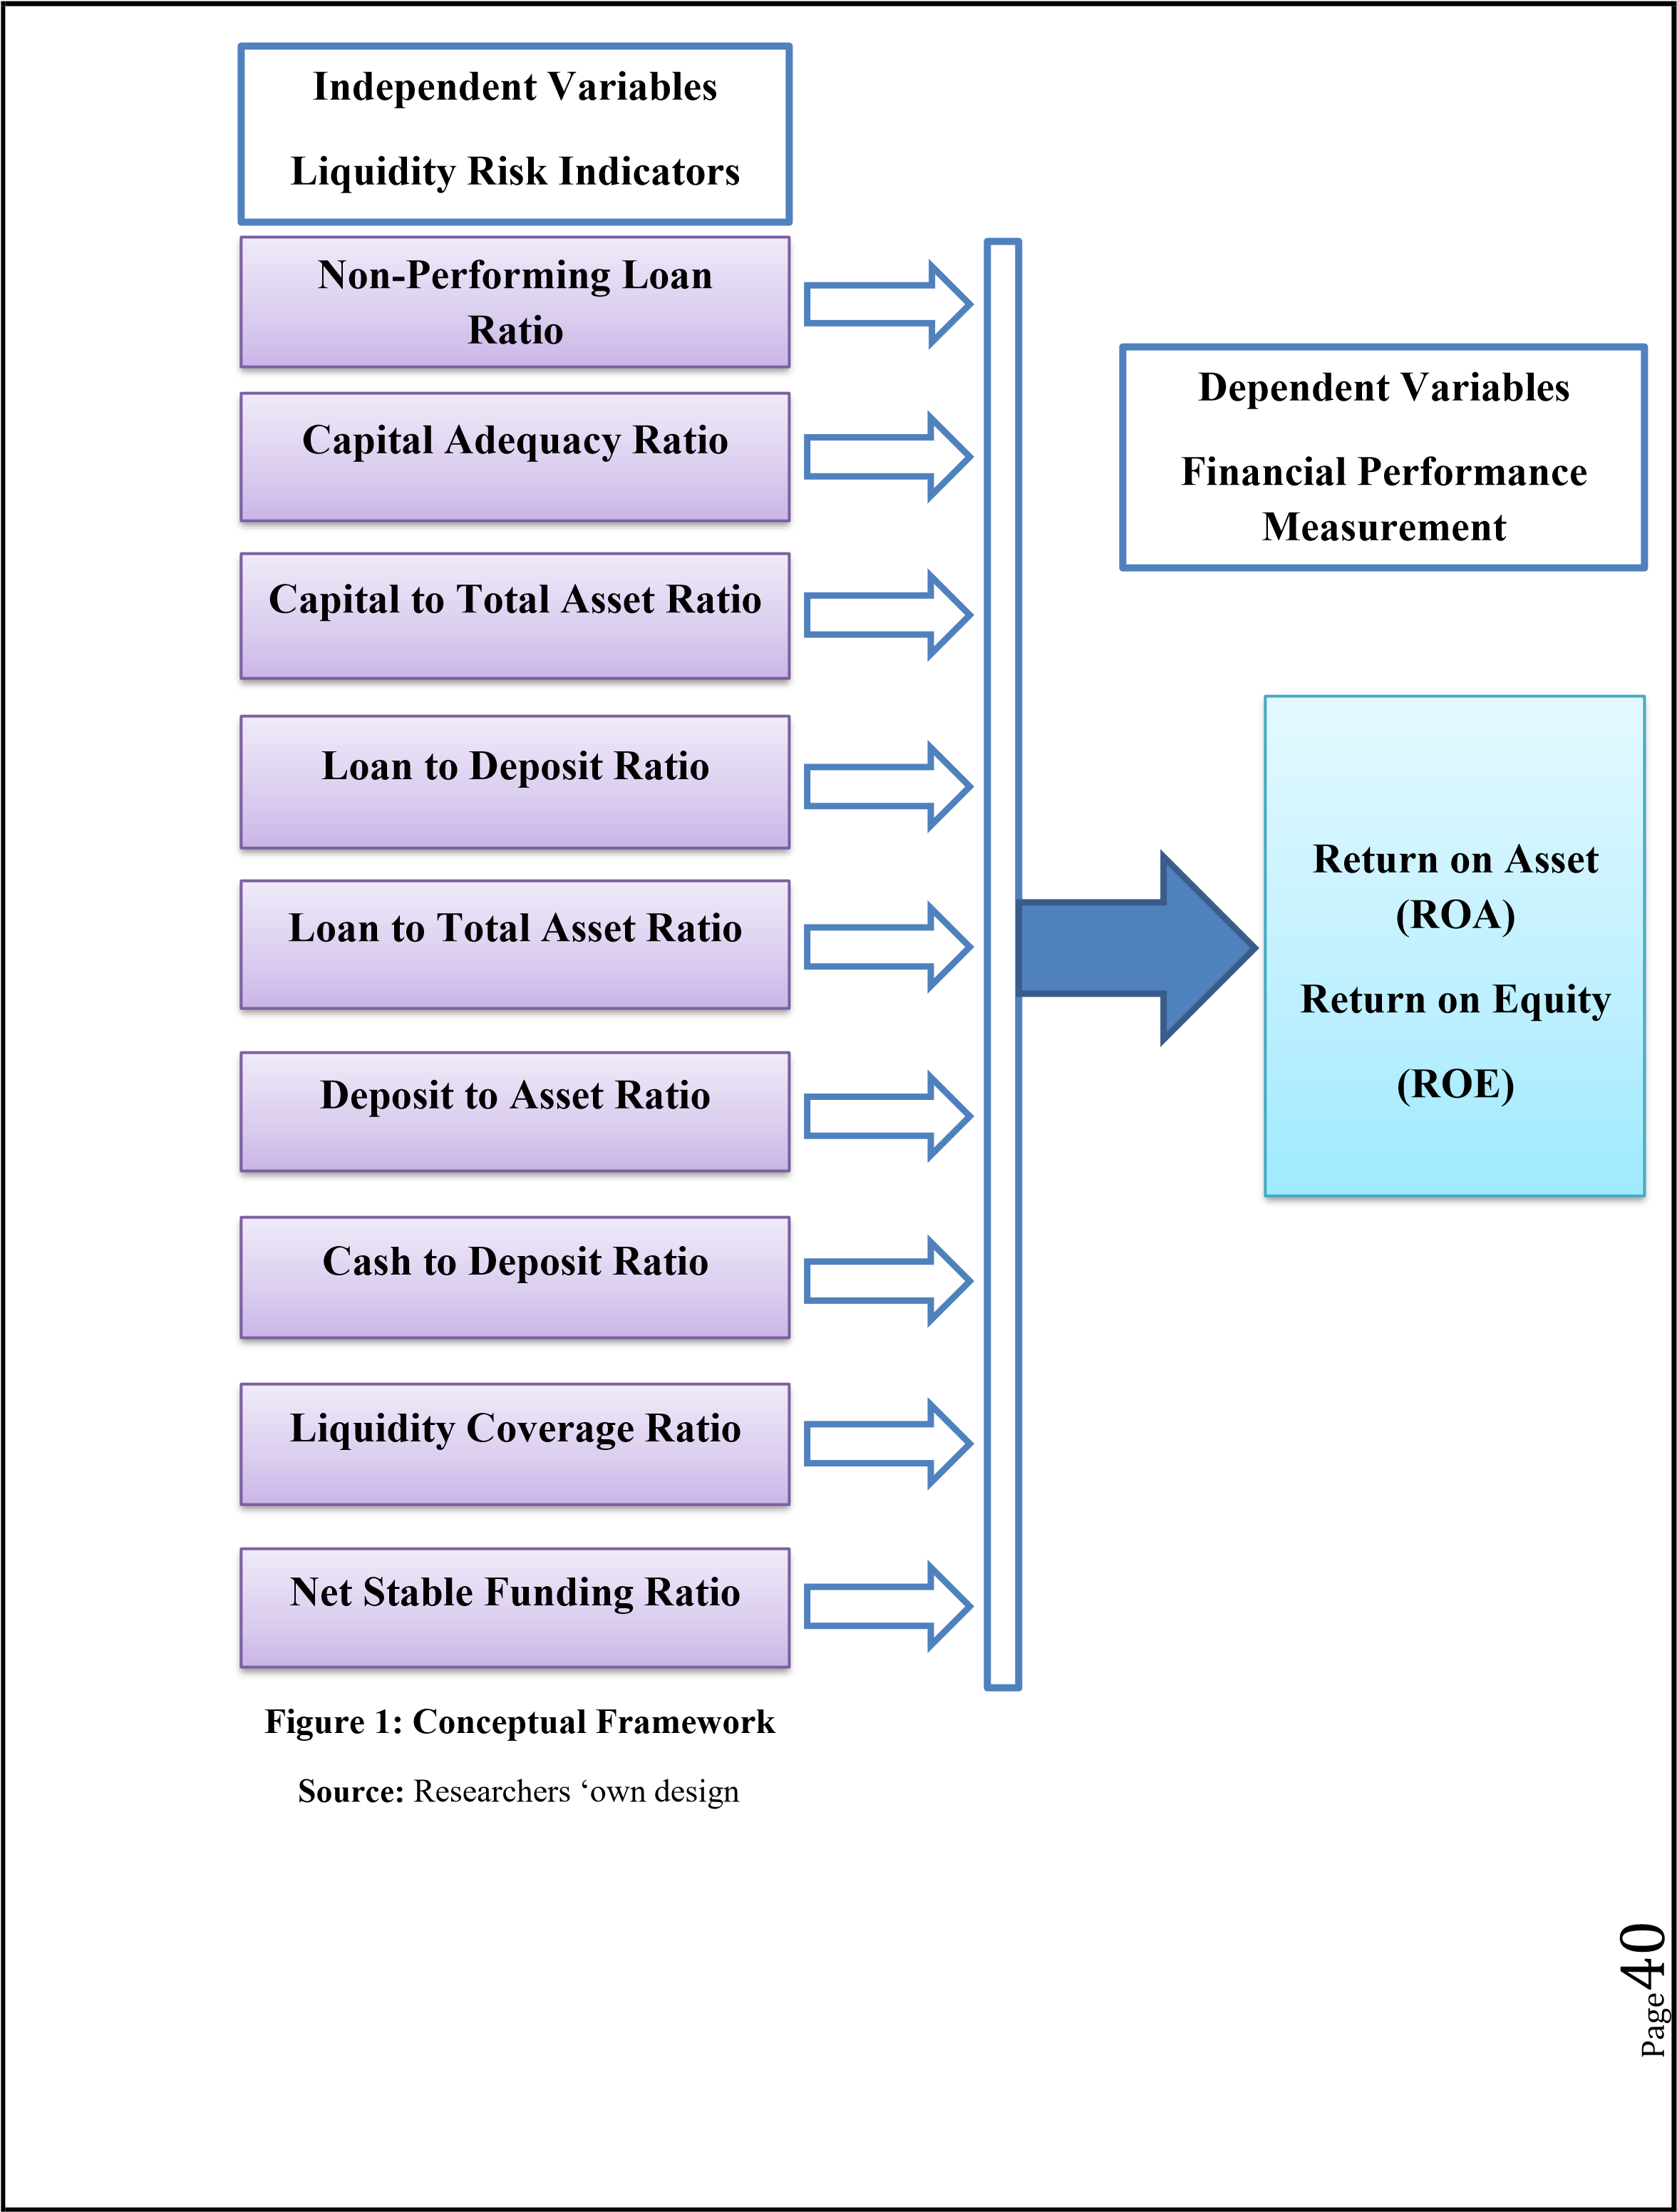 Independent Variables
Liquidity Risk Indicators
Non-Performing Loan
Ratio
Capital Adequacy Ratio
Capital to Total Asset Ratio
Loan to Deposit Ratio
Loan to Total Asset Ratio
Deposit to Asset Ratio
Cash to Deposit Ratio
Liquidity Coverage Ratio
Net Stable Funding Ratio
Dependent Variables
Financial Performance
Measurement
Return on Asset
(ROA)
Return on Equity
(ROE)
Figure 1: Conceptual Framework
Source: Researchers ‘own design
Page 40